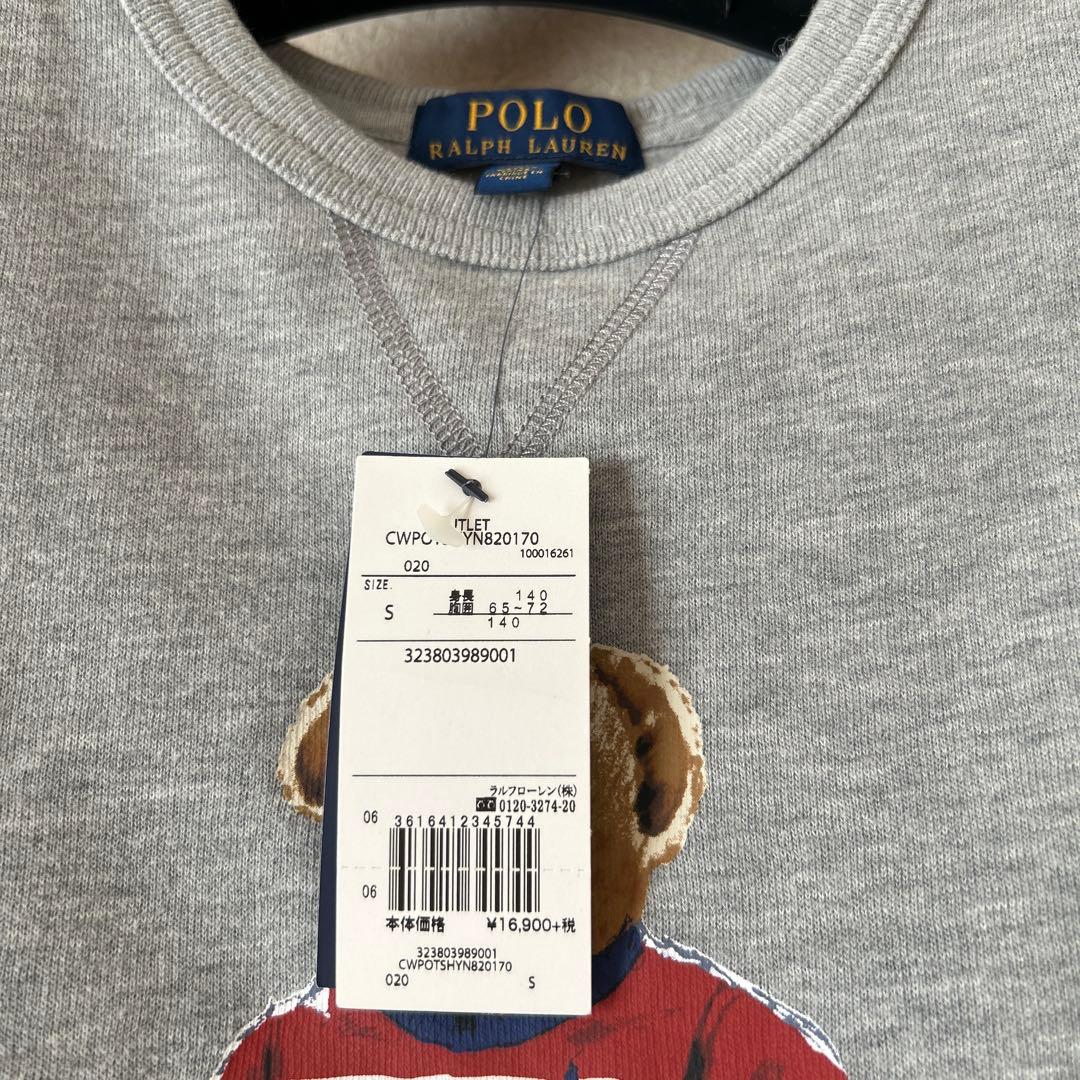 POLO
RALPH LAUREN
CHINA
OUTLET
CWPOTSHYN820170
100016261
020
SIZE.
S
身長 140
胸囲 65~72
140
323803989001
ラルフローレン(株)
0120-3274-20
06
3616412345744
06
本体価格 ¥16,900+税
323803989001
CWPOTSHYN820170
020 S